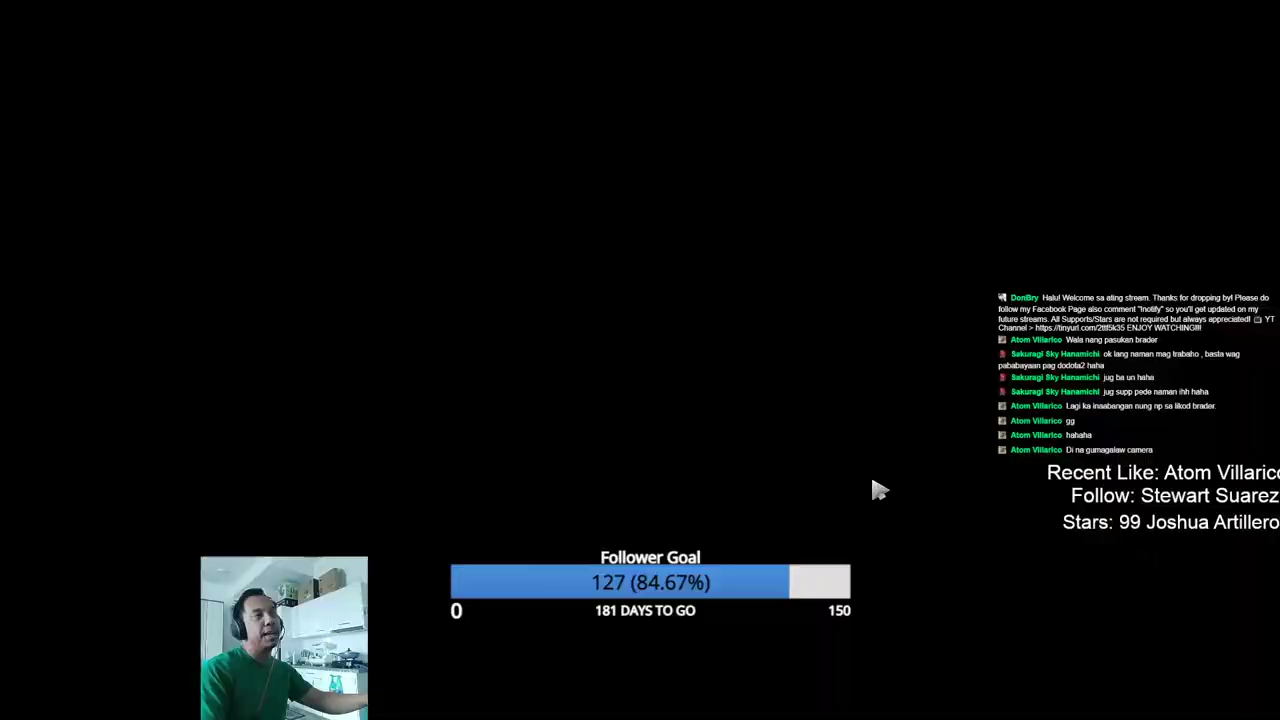 DonBry Halu! Welcome sa ating stream. Thanks for dropping by! Please do
follow my Facebook Page also comment "!notify" so you'll get updated on my
future streams. All Supports/Stars are not required but always appreciated! YT
Channel > https://tinyurl.com/2ttf5k35 ENJOY WATCHING!!!
Atom Villarico Wala nang pasukan brader
Sakuragi Sky Hanamichi ok lang naman mag trabaho , basta wag
pababayaan pag dodota2 haha
Sakuragi Sky Hanamichi jug ba un haha
Sakuragi Sky Hanamichi jug supp pede naman ihh haha
Atom Villarico Lagi ka inaabangan nung np sa likod brader.
Atom Villarico gg
Atom Villarico hahaha
Atom Villarico Di na gumagalaw camera
Recent Like: Atom Villarico
Follow: Stewart Suarez
Stars: 99 Joshua Artillero
Follower Goal
127 (84.67%)
0 181 DAYS TO GO 150